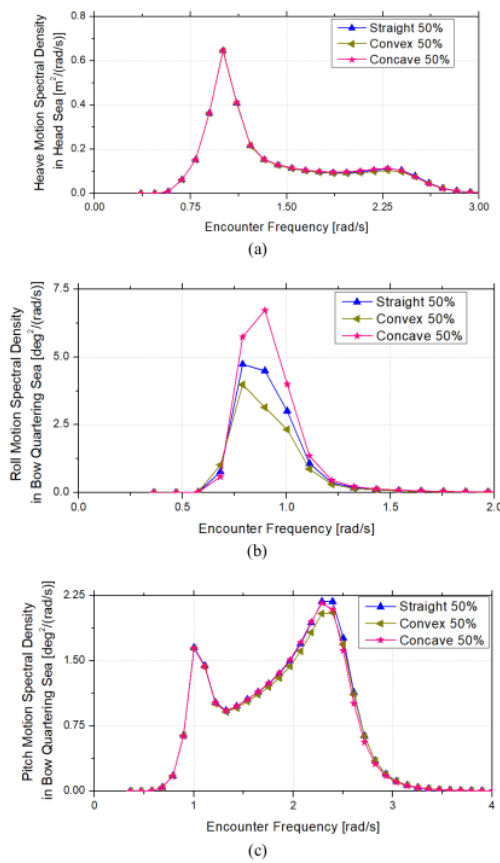 (a)
Heave Motion Spectral Density
in Head Sea [m²/(rad/s)]
0.8
0.6
0.4
0.2
0.0
Straight 50%
Convex 50%
Concave 50%
0.00 0.75 1.50 2.25 3.00
Encounter Frequency [rad/s]
(a)
Roll Motion Spectral Density
in Bow Quartering Sea [deg²/(rad/s)]
7.5
5.0
2.5
0.0
Straight 50%
Convex 50%
Concave 50%
0.0 0.5 1.0 1.5 2.0
Encounter Frequency [rad/s]
(b)
Pitch Motion Spectral Density
in Bow Quartering Sea [deg²/(rad/s)]
2.25
1.50
0.75
0.00
Straight 50%
Convex 50%
Concave 50%
0 1 2 3 4
Encounter Frequency [rad/s]
(c)